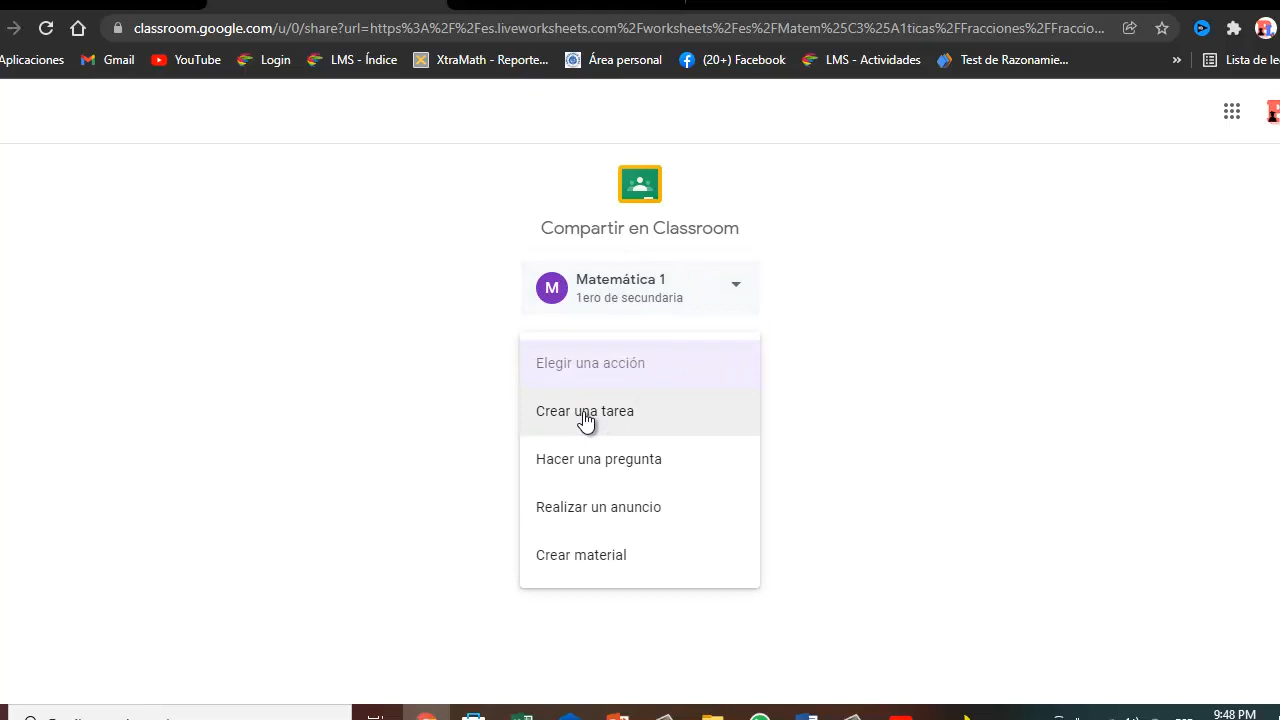 classroom.google.com/u/0/share?url=https%3A%2F%2Fes.liveworksheets.com%2Fworksheets%2Fes%2FMatem%25C3%25A1ticas%2FFracciones%2FFraccio...
Aplicaciones Gmail YouTube Login LMS - Índice XtraMath - Reporte... Área personal (20+) Facebook LMS - Actividades Test de Razonamie... » Lista de le
Compartir en Classroom
M Matemática 1
1ero de secundaria
Elegir una acción
Crear una tarea
Hacer una pregunta
Realizar un anuncio
Crear material
9:48 PM